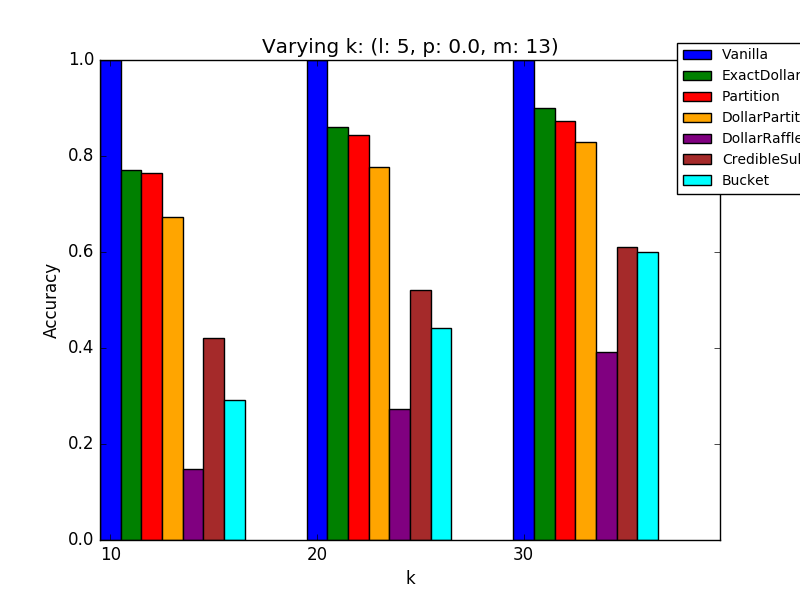 Varying k: (l: 5, p: 0.0, m: 13)
Vanilla
ExactDollar
Partition
DollarPartit
DollarRaffle
CredibleSu
Bucket
1.0
0.8
0.6
0.4
0.2
0.0
Accuracy
10 20 30
k